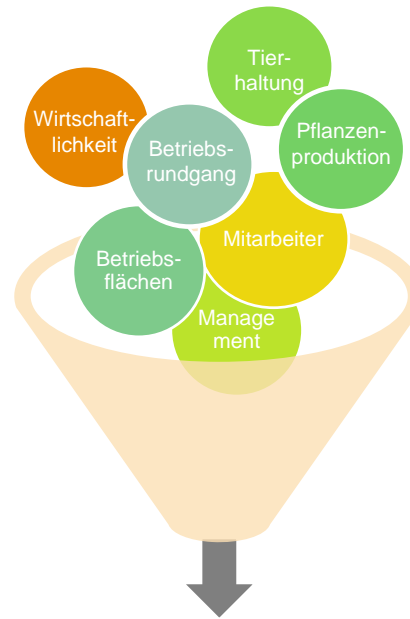 Tier-
haltung
Wirtschaft-
lichkeit
Pflanzen-
produktion
Betriebs-
rundgang
Mitarbeiter
Betriebs-
flächen
Manage
ment